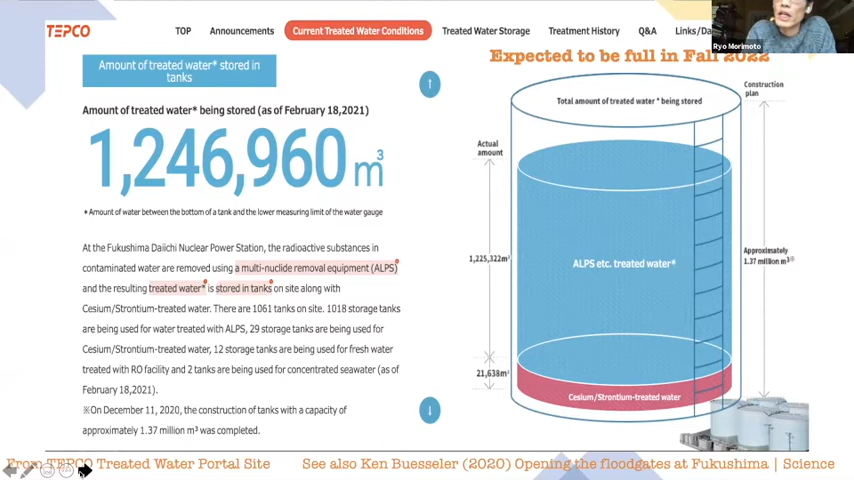 TEPCO
TOP Announcements Current Treated Water Conditions Treated Water Storage Treatment History Q&A
Ryo Morimoto
Expected to be full in Fall 2022
Amount of treated water* stored in
tanks
↑
Amount of treated water* being stored (as of February 18,2021)
1,246,960 m³
* Amount of water between the bottom of a tank and the lower measuring limit of the water gauge
At the Fukushima Daiichi Nuclear Power Station, the radioactive substances in
contaminated water are removed using a multi-nuclide removal equipment (ALPS)
and the resulting treated water* is stored in tanks on site along with
Cesium/Strontium-treated water. There are 1061 tanks on site. 1018 storage tanks
are being used for water treated with ALPS, 29 storage tanks are being used for
Cesium/Strontium-treated water, 12 storage tanks are being used for fresh water
treated with RO facility and 2 tanks are being used for concentrated seawater (as of
February 18,2021).
※On December 11, 2020, the construction of tanks with a capacity of
approximately 1.37 million m³ was completed.
↓
Construction
plan
Total amount of treated water * being stored
Actual
amount
1,225,322m³
ALPS etc. treated water*
Approximately
1.37 million m³※
21,638m³
Cesium/Strontium-treated water
From TEPCO Treated Water Portal Site
See also Ken Buesseler (2020) Opening the floodgates at Fukushima | Science